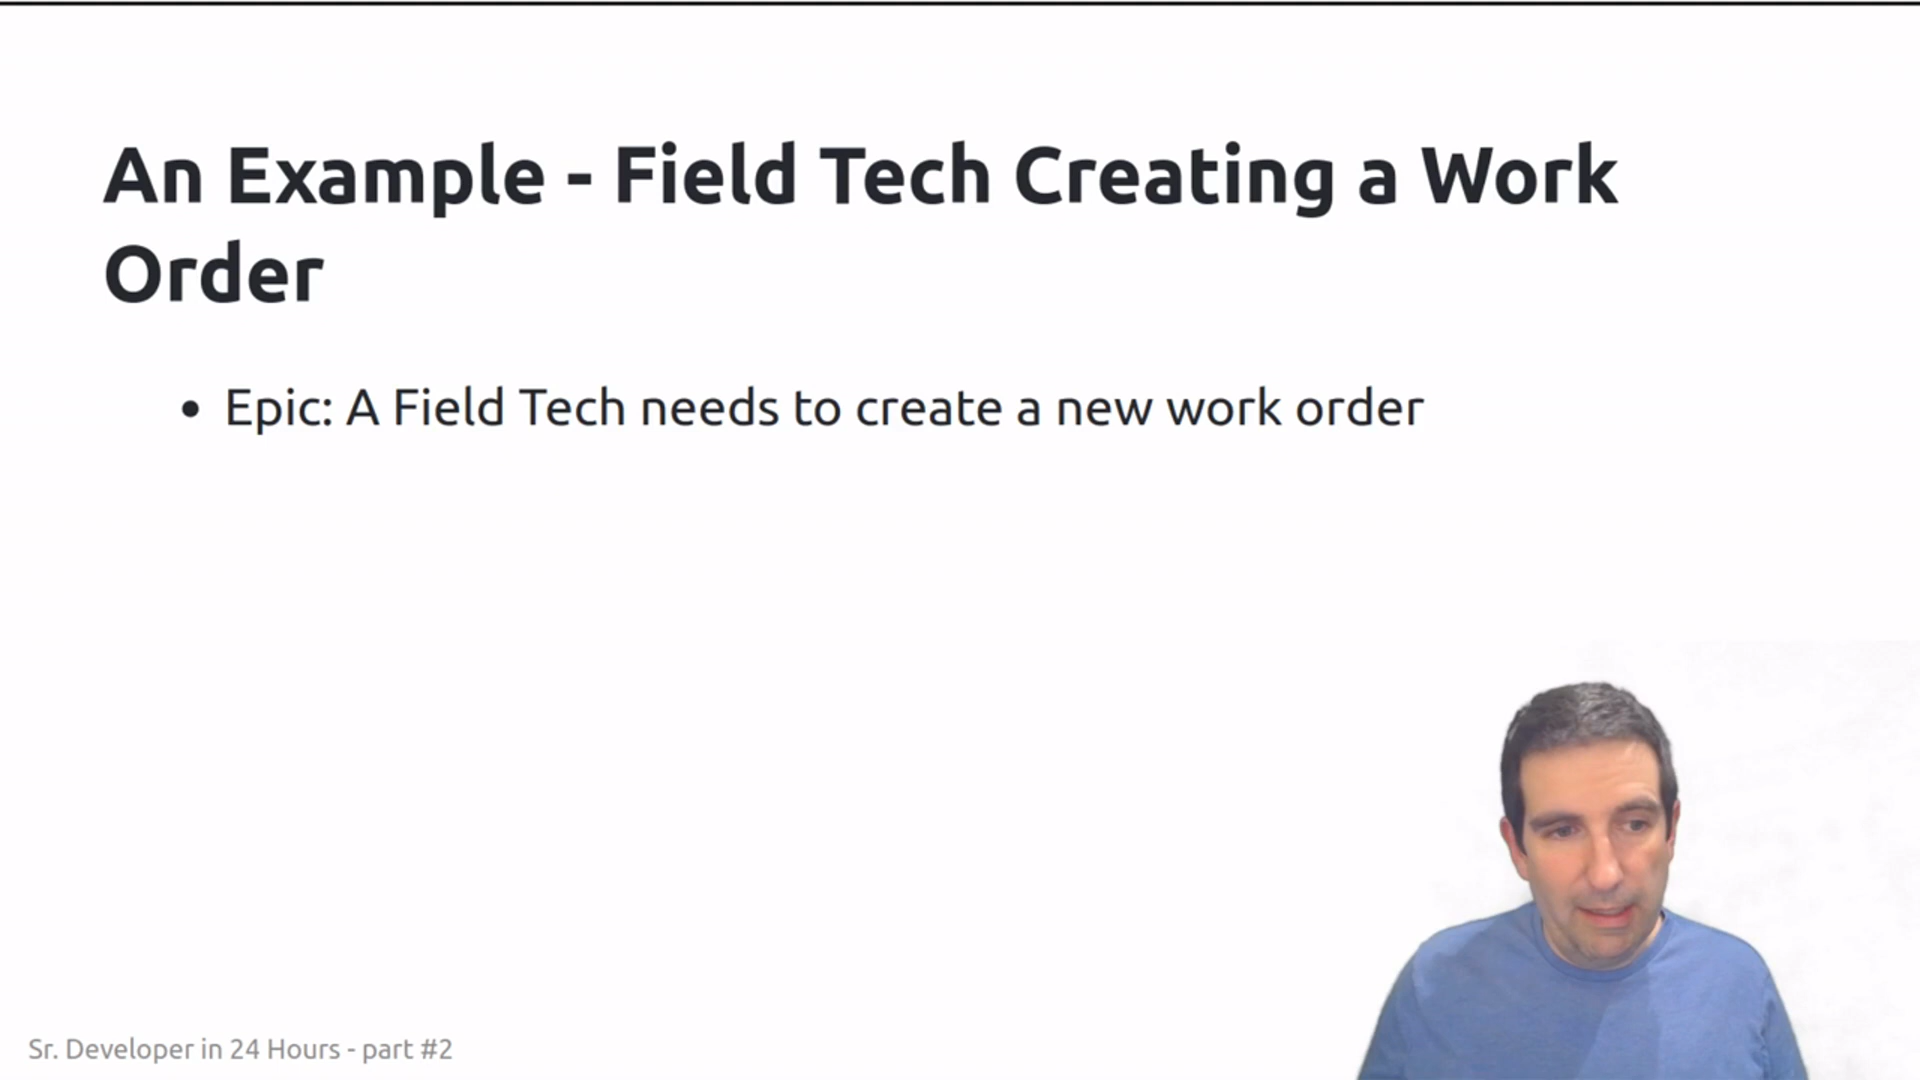 An Example - Field Tech Creating a Work
Order
• Epic: A Field Tech needs to create a new work order
Sr. Developer in 24 Hours - part #2